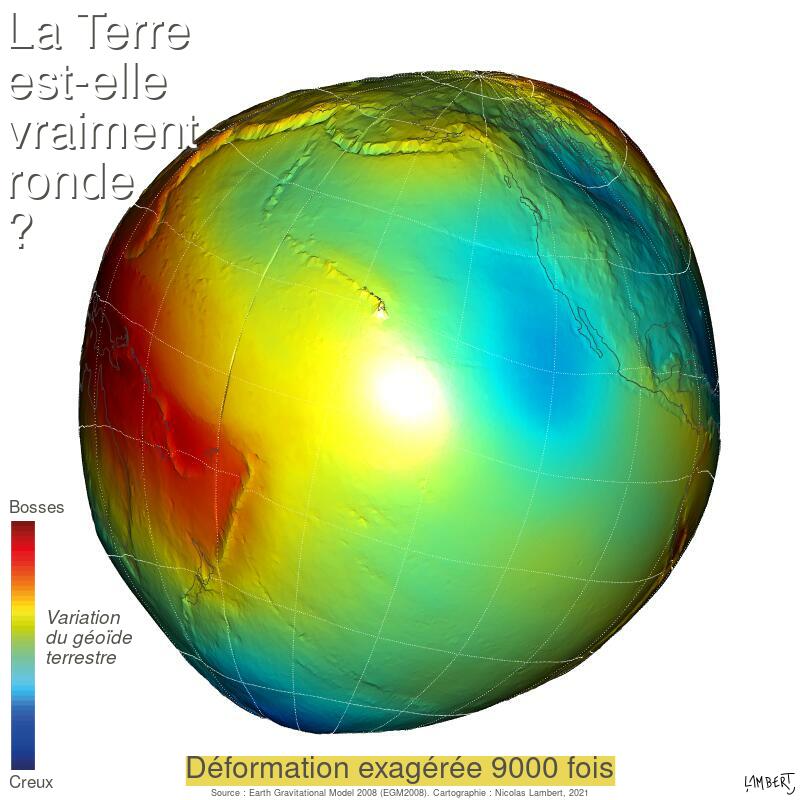 La Terre
est-elle
vraiment
ronde
?
Bosses
Variation
du géoïde
terrestre
Creux
Déformation exagérée 9000 fois
Source : Earth Gravitational Model 2008 (EGM2008). Cartographie : Nicolas Lambert, 2021
LAMBERT